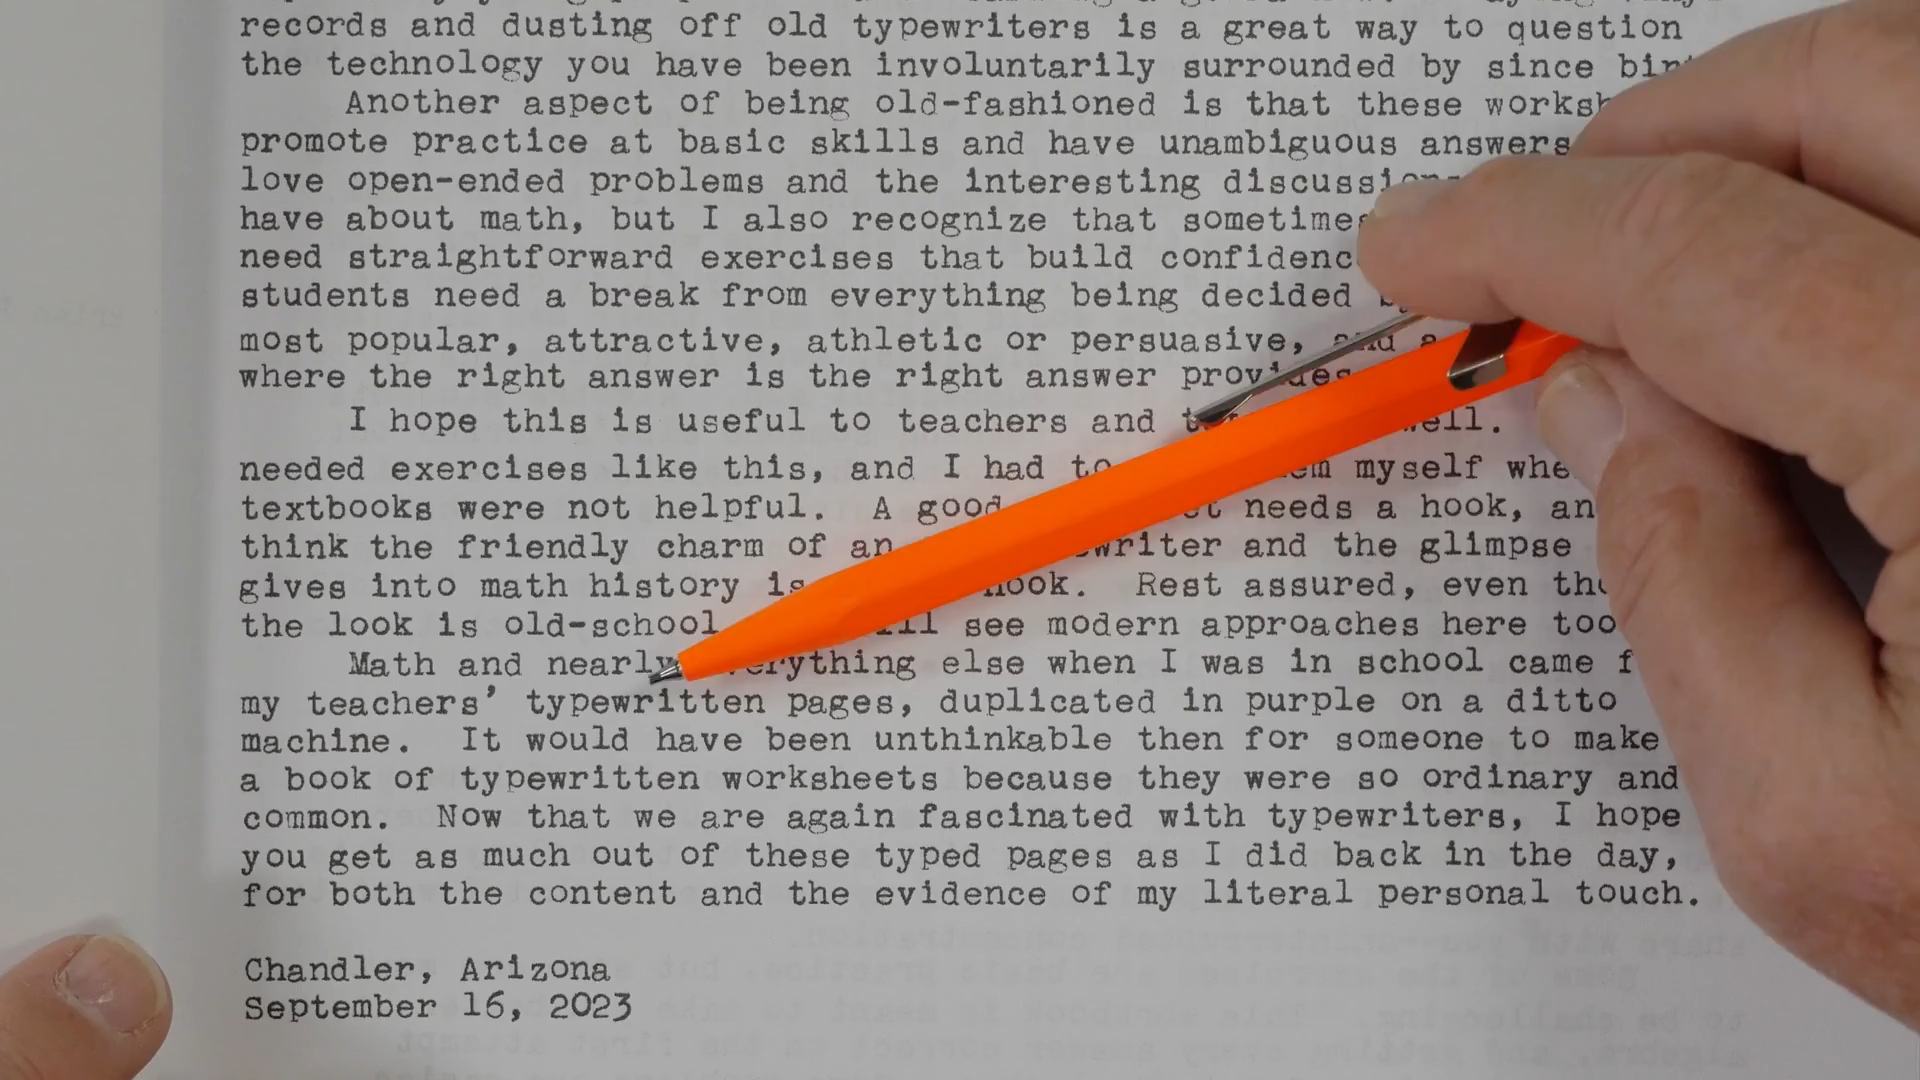 records and dusting off old typewriters is a great way to question
the technology you have been involuntarily surrounded by since
Another aspect of being old-fashioned is that these
promote practice at basic skills and have unambiguous answers
love open-ended problems and the interesting
have about math, but I also recognize that
need straightforward exercises that build
students need a break from everything being decided
most popular, attractive, athletic or persuasive,
where the right answer is the right answer provides
I hope this is useful to teachers and well.
needed exercises like this, and I had to myself
textbooks were not helpful. A good needs a hook,
think the friendly charm of an and the glimpse
gives into math history is hook. Rest assured, even
the look is old-school see modern approaches here too
Math and nearly everything else when I was in school came
my teachers' typewritten pages, duplicated in purple on a ditto
machine. It would have been unthinkable then for someone to make
a book of typewritten worksheets because they were so ordinary and
common. Now that we are again fascinated with typewriters, I hope
you get as much out of these typed pages as I did back in the day,
for both the content and the evidence of my literal personal touch.
Chandler, Arizona
September 16, 2023